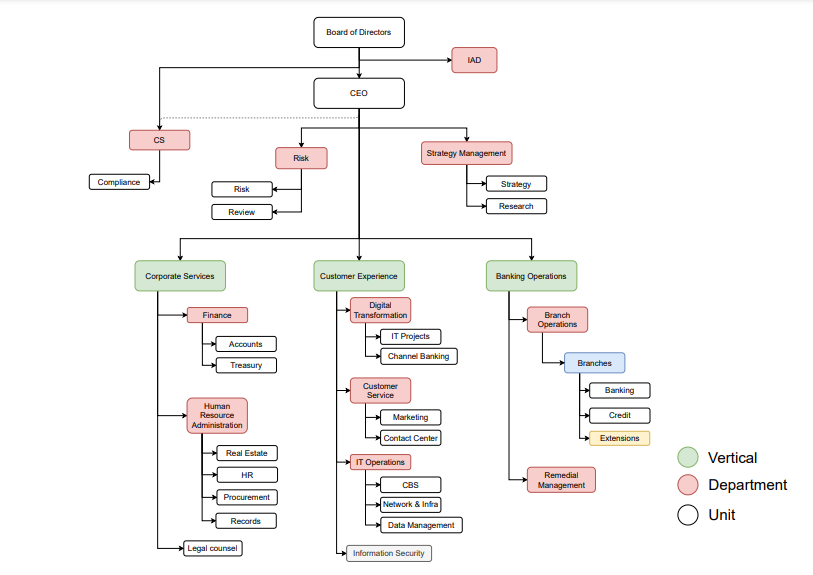 Board of Directors
IAD
CEO
CS
Compliance
Risk
Risk
Review
Strategy Management
Strategy
Research
Corporate Services
Finance
Accounts
Treasury
Human
Resource
Administration
Real Estate
HR
Procurement
Records
Legal counsel
Customer Experience
Digital
Transformation
IT Projects
Channel Banking
Customer
Service
Marketing
Contact Center
IT Operations
CBS
Network & Infra
Data Management
Information Security
Banking Operations
Branch
Operations
Branches
Banking
Credit
Extensions
Remedial
Management
Vertical
Department
Unit